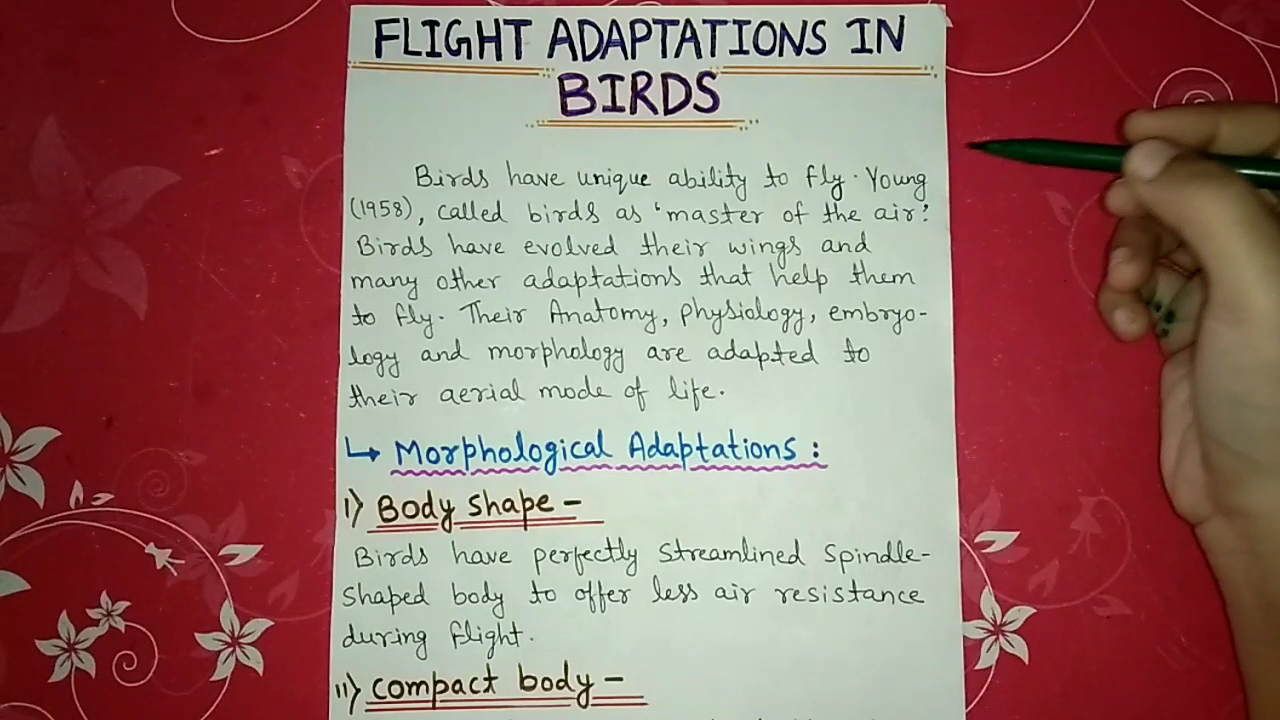 FLIGHT ADAPTATIONS IN
BIRDS
Birds have unique ability to fly. Young
(1958), called birds as 'master of the air'.
Birds have evolved their wings and
many other adaptations that help them
to fly. Their Anatomy, physiology, embryo-
logy and morphology are adapted to
their aerial mode of life.
↳ Morphological Adaptations :
i) Body shape -
Birds have perfectly streamlined spindle-
shaped body to offer less air resistance
during flight.
ii) compact body -